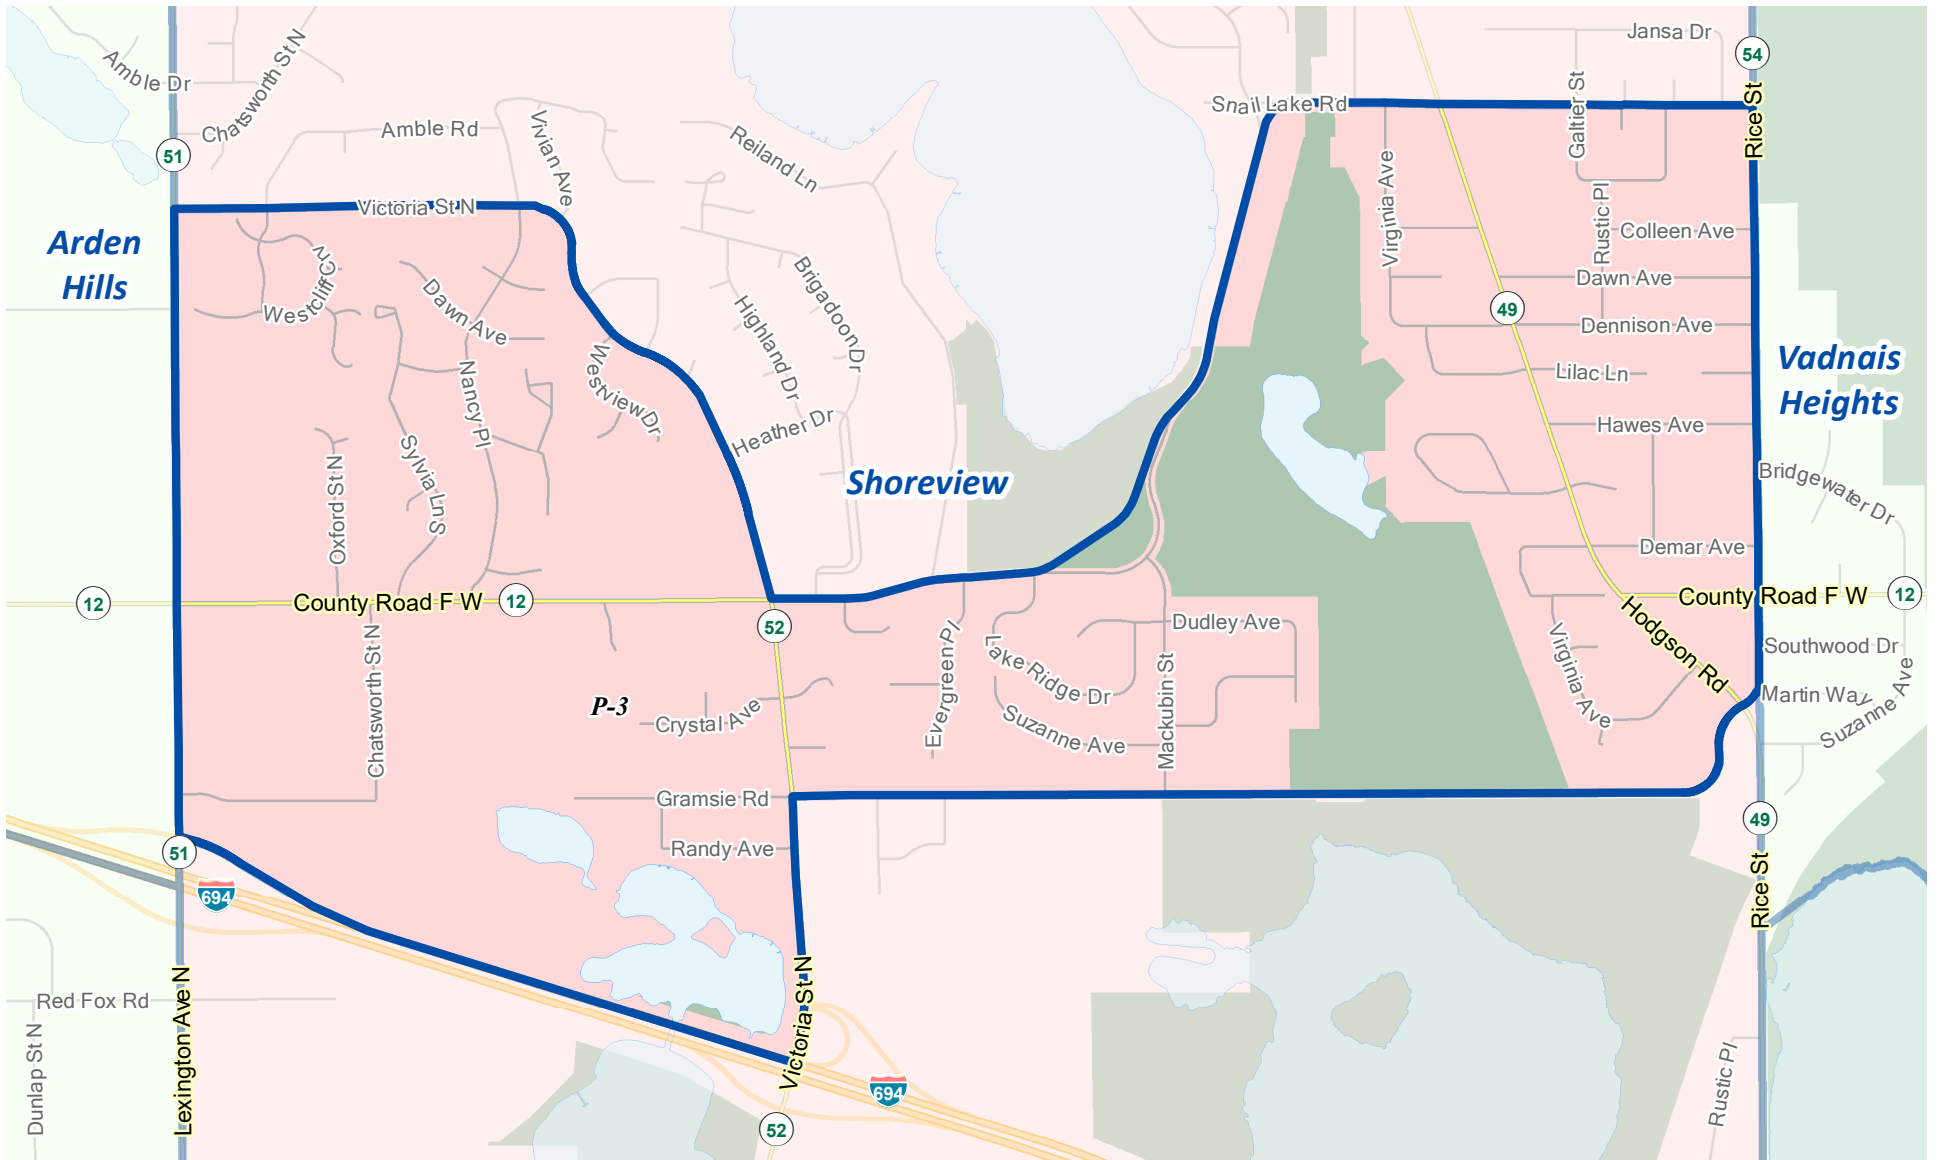 Jansa Dr
54
Amble Dr
Chatsworth St N
Snail Lake Rd
Galtier St
Rice St
51
Amble Rd
Vivian Ave
Reiland Ln
Virginia Ave
Rustic Pl
Victoria St N
Arden
Hills
Colleen Ave
Westcliff Crv
Dawn Ave
Dawn Ave
Brigadoon Dr
Highland Dr
49
Dennison Ave
Vadnais
Heights
Nancy Pl
Westview Dr
Lilac Ln
Heather Dr
Hawes Ave
Oxford St N
Sylvia Ln S
Shoreview
Bridgewater Dr
Demar Ave
12
County Road F W
12
52
County Road F W
12
Hodgson Rd
Dudley Ave
Chatsworth St N
Evergreen Pl
Lake Ridge Dr
Mackubin St
Virginia Ave
Southwood Dr
Martin Way
Suzanne Ave
P-3
Crystal Ave
Suzanne Ave
Gramsie Rd
49
Randy Ave
51
694
Rice St
Victoria St N
Lexington Ave N
Red Fox Rd
Dunlap St N
694
52
Rustic Pl